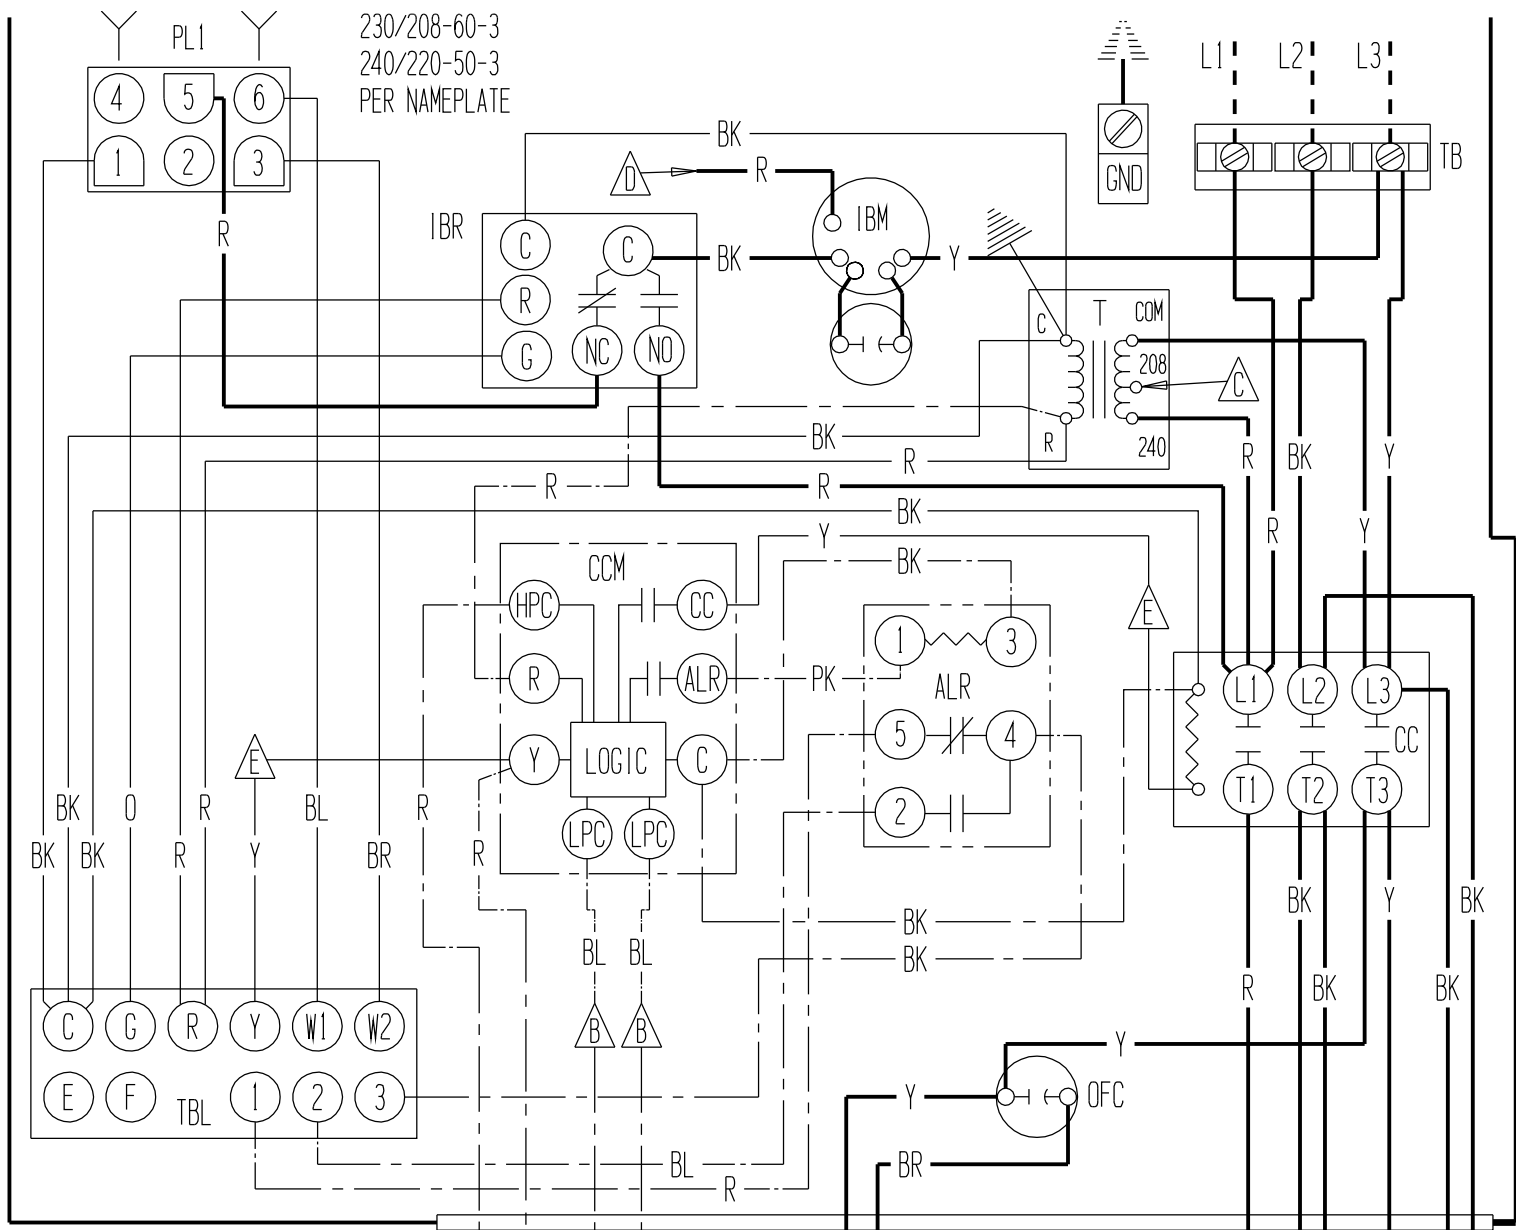 230/208-60-3
PL1
240/220-50-3
L1 L2 L3
4 5 6
PER NAMEPLATE
BK
1 2 3
D R
GND
TB
R
IBR
C C
IBM
BK Y
R
C T COM
G NC NO
208
C
BK
R
240
R
R BK Y
R R
BK
Y
R Y
BK
CCM
HPC CC
E
1 3
R ALR PK ALR
L1 L2 L3
5 4
CC
E Y LOGIC C
T1 T2 T3
BK O R BL R
2
LPC LPC
BK BK R Y BR R
BK Y BK
BK
BL BL
BK
R BK BK
C G R Y W1 W2
B B
Y
E F 1 2 3
TBL
Y OFC
BL BR
R